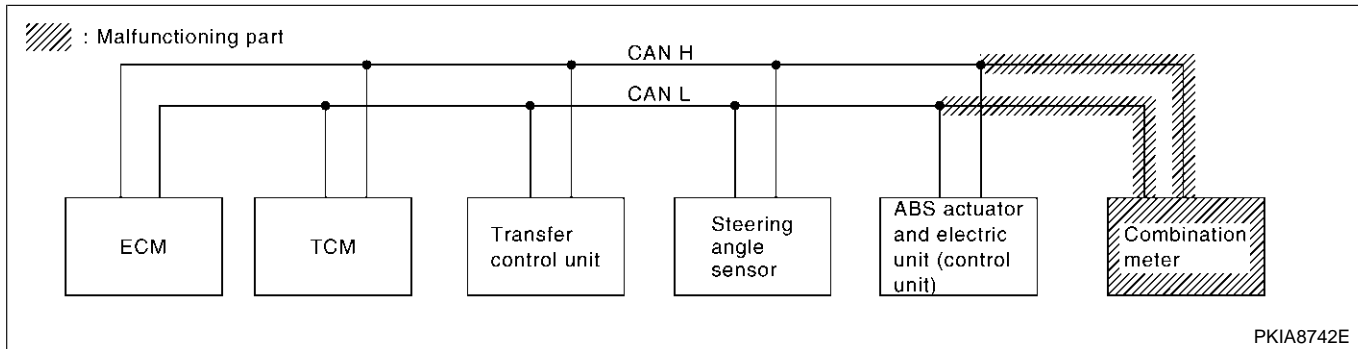 : Malfunctioning part
CAN H
CAN L
ECM
TCM
Transfer
control unit
Steering
angle
sensor
ABS actuator
and electric
unit (control
unit)
Combination
meter
PKIA8742E